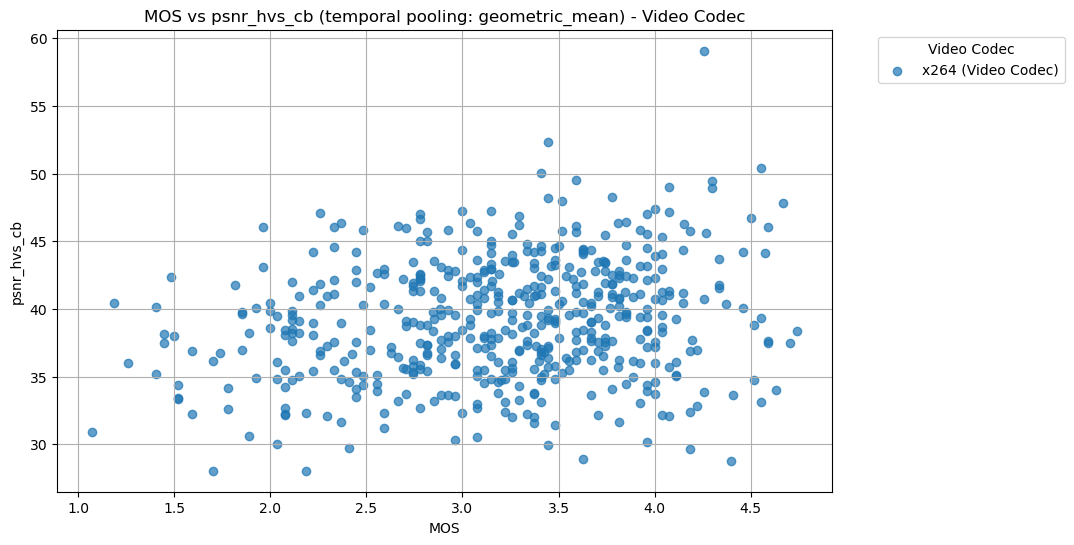 MOS vs psnr_hvs_cb (temporal pooling: geometric_mean) - Video Codec
Video Codec
x264 (Video Codec)
psnr_hvs_cb
60
55
50
45
40
35
30
1.0 1.5 2.0 2.5 3.0 3.5 4.0 4.5
MOS